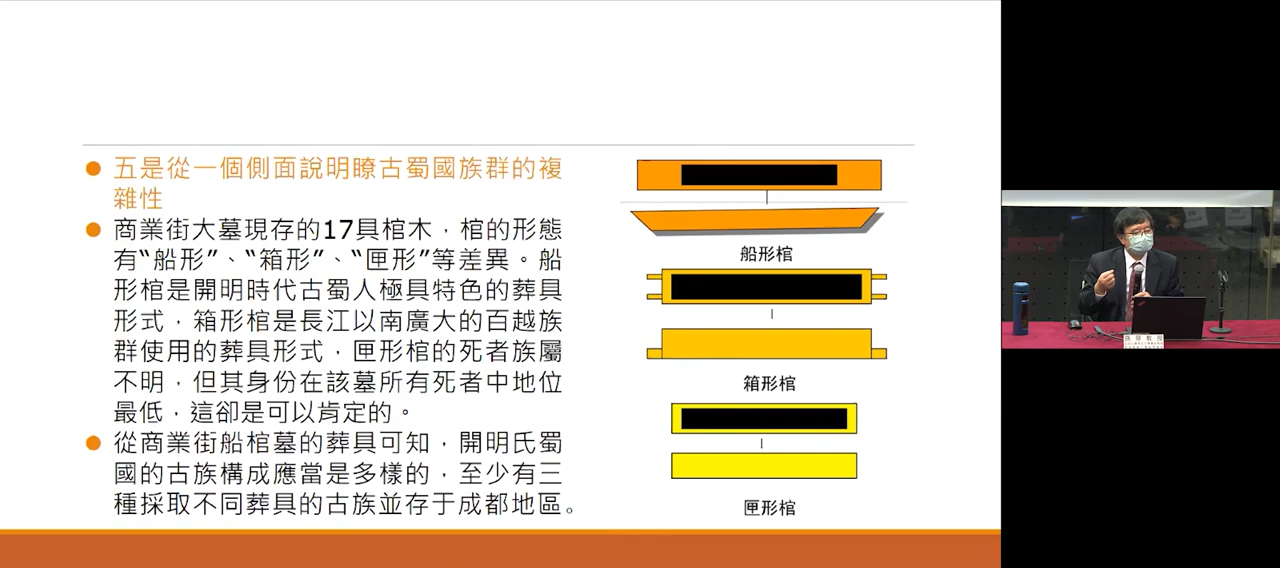 五是從一個側面說明瞭古蜀國族群的複
雜性
商業街大墓現存的17具棺木，棺的形態
有“船形”、“箱形”、“匣形”等差異。船
形棺是開明時代古蜀人極具特色的葬具
形式，箱形棺是長江以南廣大的百越族
群使用的葬具形式，匣形棺的死者族屬
不明，但其身份在該墓所有死者中地位
最低，這卻是可以肯定的。
從商業街船棺墓的葬具可知，開明氏蜀
國的古族構成應當是多樣的，至少有三
種採取不同葬具的古族並存于成都地區。
船形棺
箱形棺
匣形棺